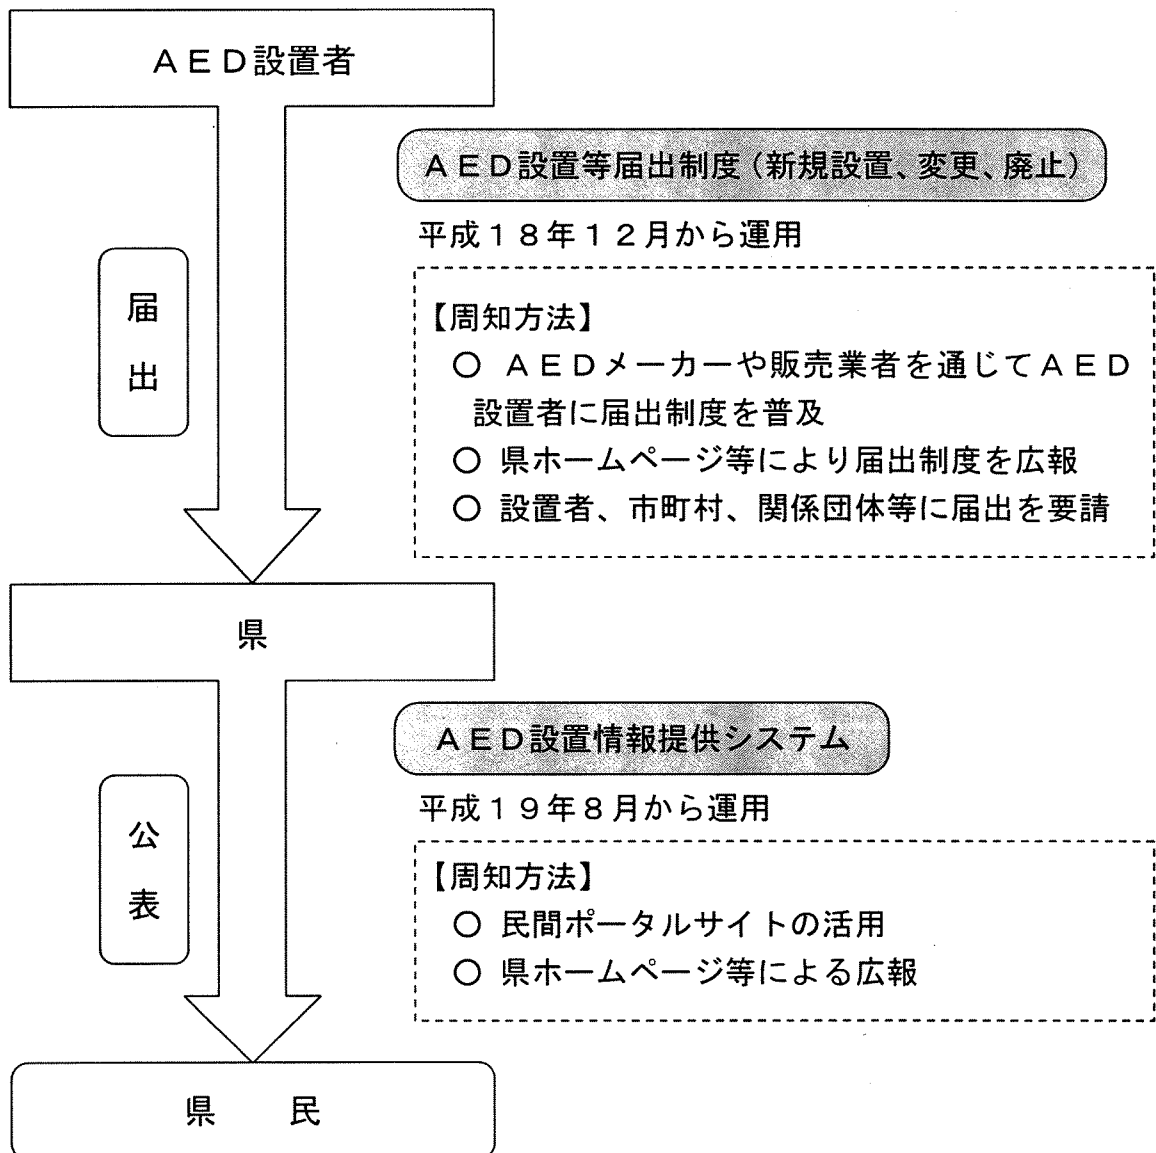 ＡＥＤ設置者
ＡＥＤ設置等届出制度（新規設置、変更、廃止）
平成１８年１２月から運用
届
出
【周知方法】
○ ＡＥＤメーカーや販売業者を通じてＡＥＤ
設置者に届出制度を普及
○ 県ホームページ等により届出制度を広報
○ 設置者、市町村、関係団体等に届出を要請
県
ＡＥＤ設置情報提供システム
平成１９年８月から運用
公
表
【周知方法】
○ 民間ポータルサイトの活用
○ 県ホームページ等による広報
県　民